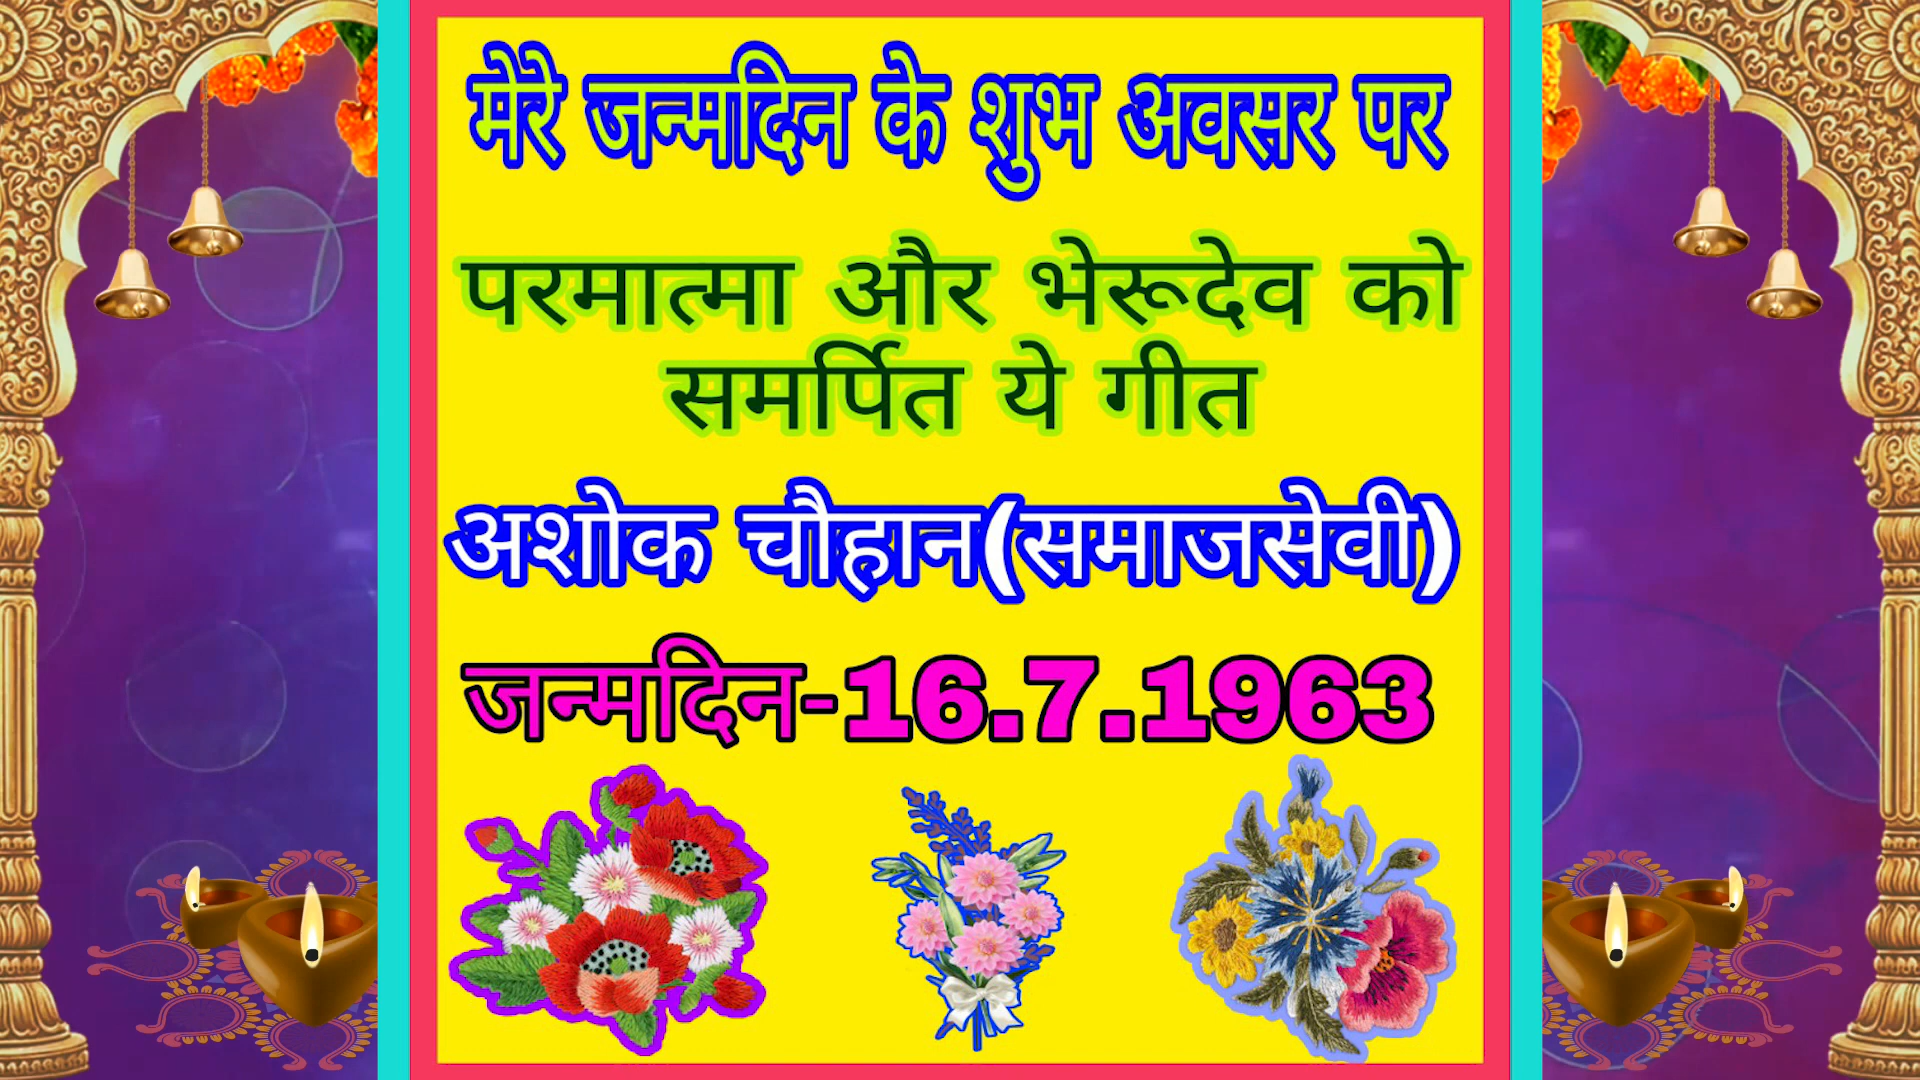 मेरे जन्मदिन के शुभ अवसर पर
परमात्मा और भेरूदेव को
समर्पित ये गीत
अशोक चौहान(समाजसेवी)
जन्मदिन-16.7.1963